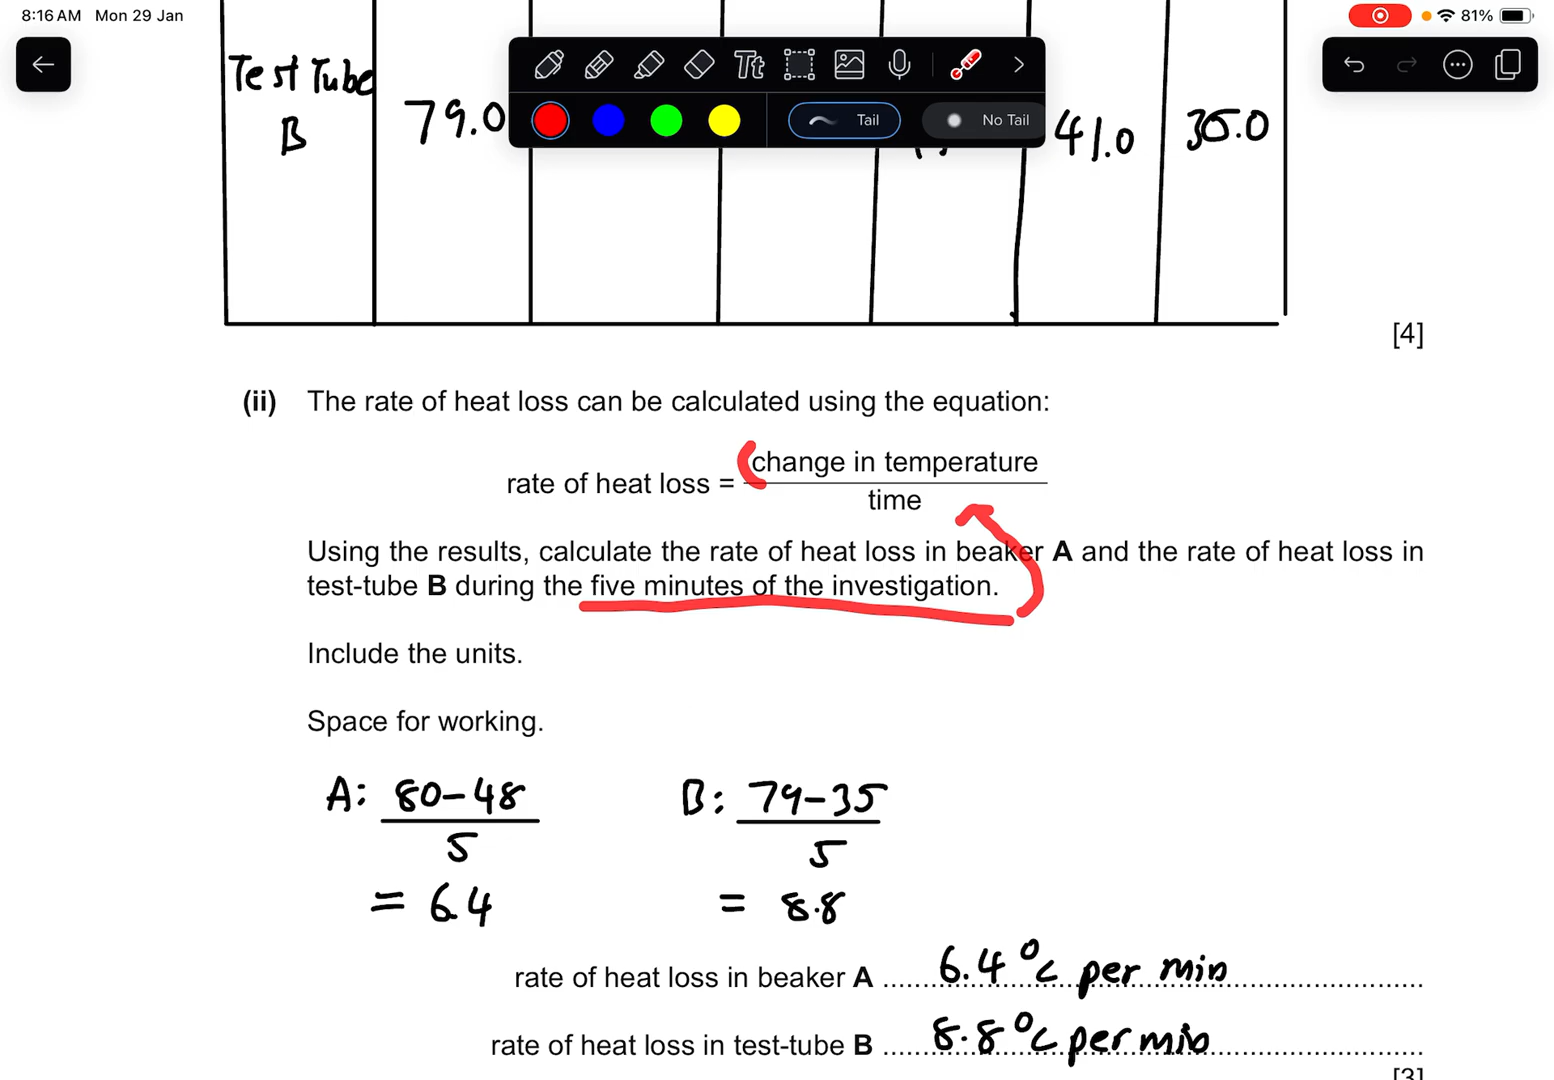 8:16 AM Mon 29 Jan
81%
Tt
Tail
No Tail
Test Tube
B
79.0
41.0
35.0
[4]
(ii) The rate of heat loss can be calculated using the equation:
change in temperature
rate of heat loss =
time
Using the results, calculate the rate of heat loss in beaker A and the rate of heat loss in
test-tube B during the five minutes of the investigation.
Include the units.
Space for working.
A: 80-48
5
= 6.4
B: 79-35
5
= 8.8
rate of heat loss in beaker A 6.4 °C per min
rate of heat loss in test-tube B 8.8 °C per min
[3]